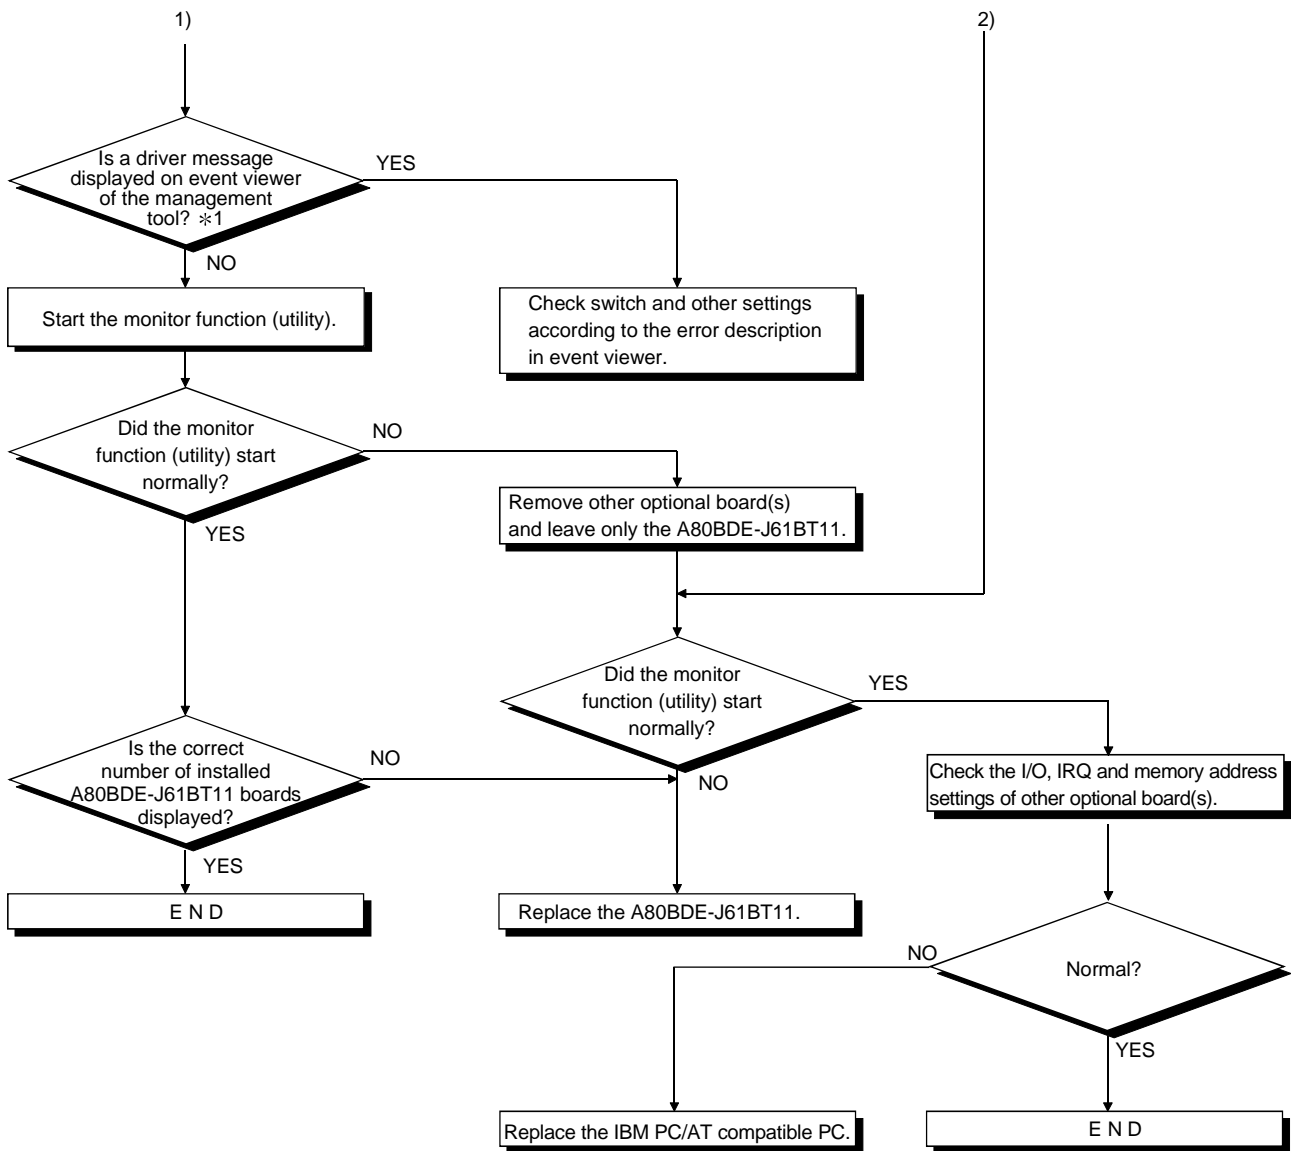 1)
2)
Is a driver message
displayed on event viewer
of the management
tool? *1
YES
NO
Start the monitor function (utility).
Check switch and other settings
according to the error description
in event viewer.
Did the monitor
function (utility) start
normally?
NO
YES
Remove other optional board(s)
and leave only the A80BDE-J61BT11.
Did the monitor
function (utility) start
normally?
YES
NO
Is the correct
number of installed
A80BDE-J61BT11 boards
displayed?
NO
YES
Check the I/O, IRQ and memory address
settings of other optional board(s).
E N D
Replace the A80BDE-J61BT11.
Normal?
NO
YES
Replace the IBM PC/AT compatible PC.
E N D